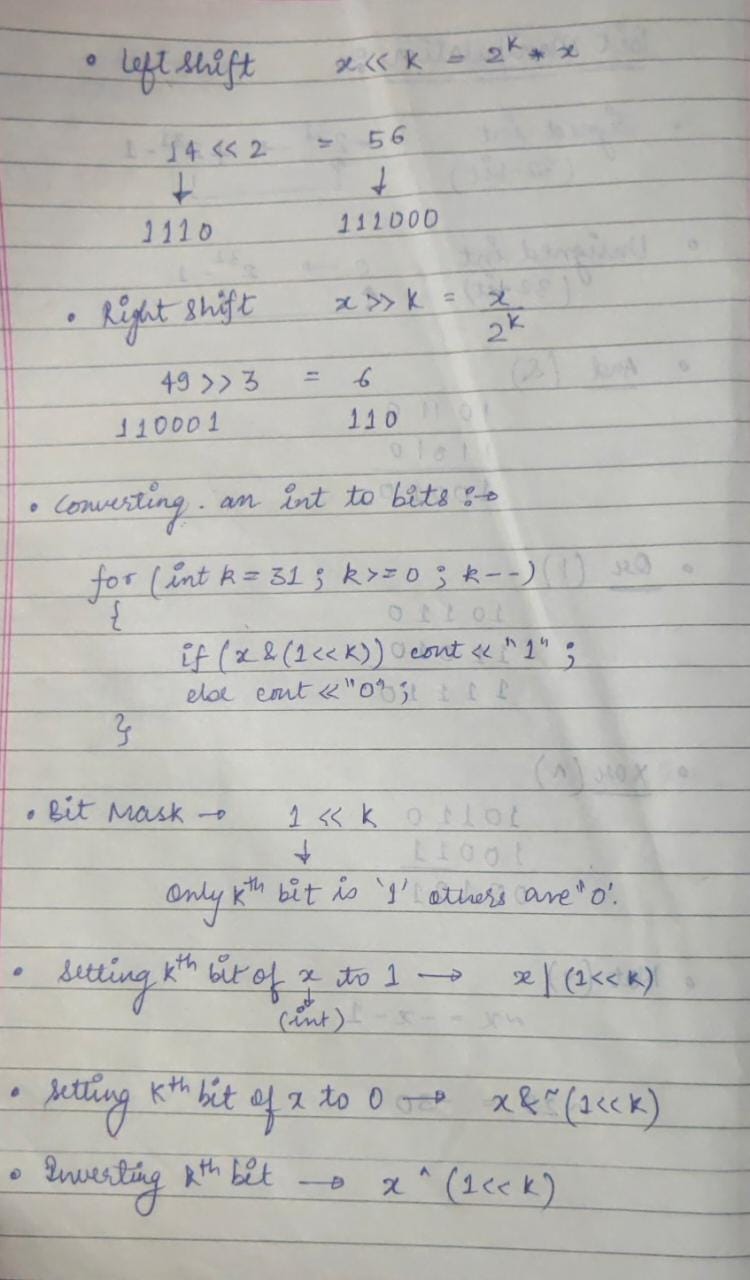 • Left Shift x<< K = 2^K * x
14 << 2 = 56
↓ ↓
1110 111000
• Right Shift x >> K = x/2^K
49 >> 3 = 6
110001 110
• Converting. an int to bits :→
for (int k = 31 ; k >= 0 ; k--)
{
if (x & (1<<k)) cout << "1" ;
else cout << "0" ;
}
• Bit Mask → 1 << K
↓
Only K^th bit is '1' others are '0'.
• Setting K^th bit of x to 1 → x | (1<<K)
↓
(int)
• Setting K^th bit of x to 0 → x & ~(1<<K)
• Inverting K^th bit → x ^ (1<<K)